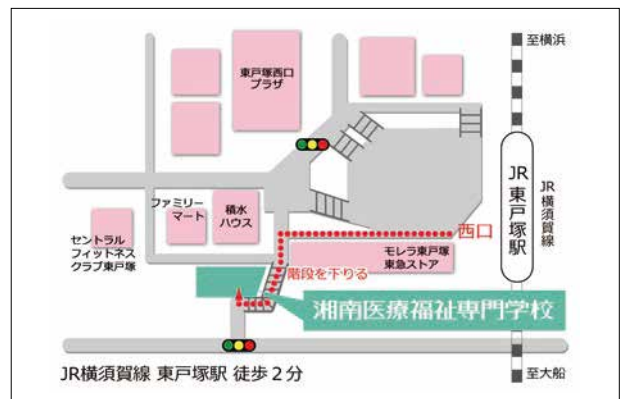 至横浜
東戸塚西口
プラザ
JR東戸塚駅
JR横須賀線
ファミリー
マート
積水
ハウス
西口
セントラル
フィットネス
クラブ東戸塚
モレラ東戸塚
東急ストア
階段を下りる
湘南医療福祉専門学校
至大船
JR横須賀線 東戸塚駅 徒歩2分